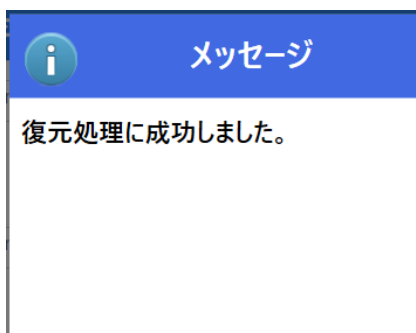 メッセージ
復元処理に成功しました。